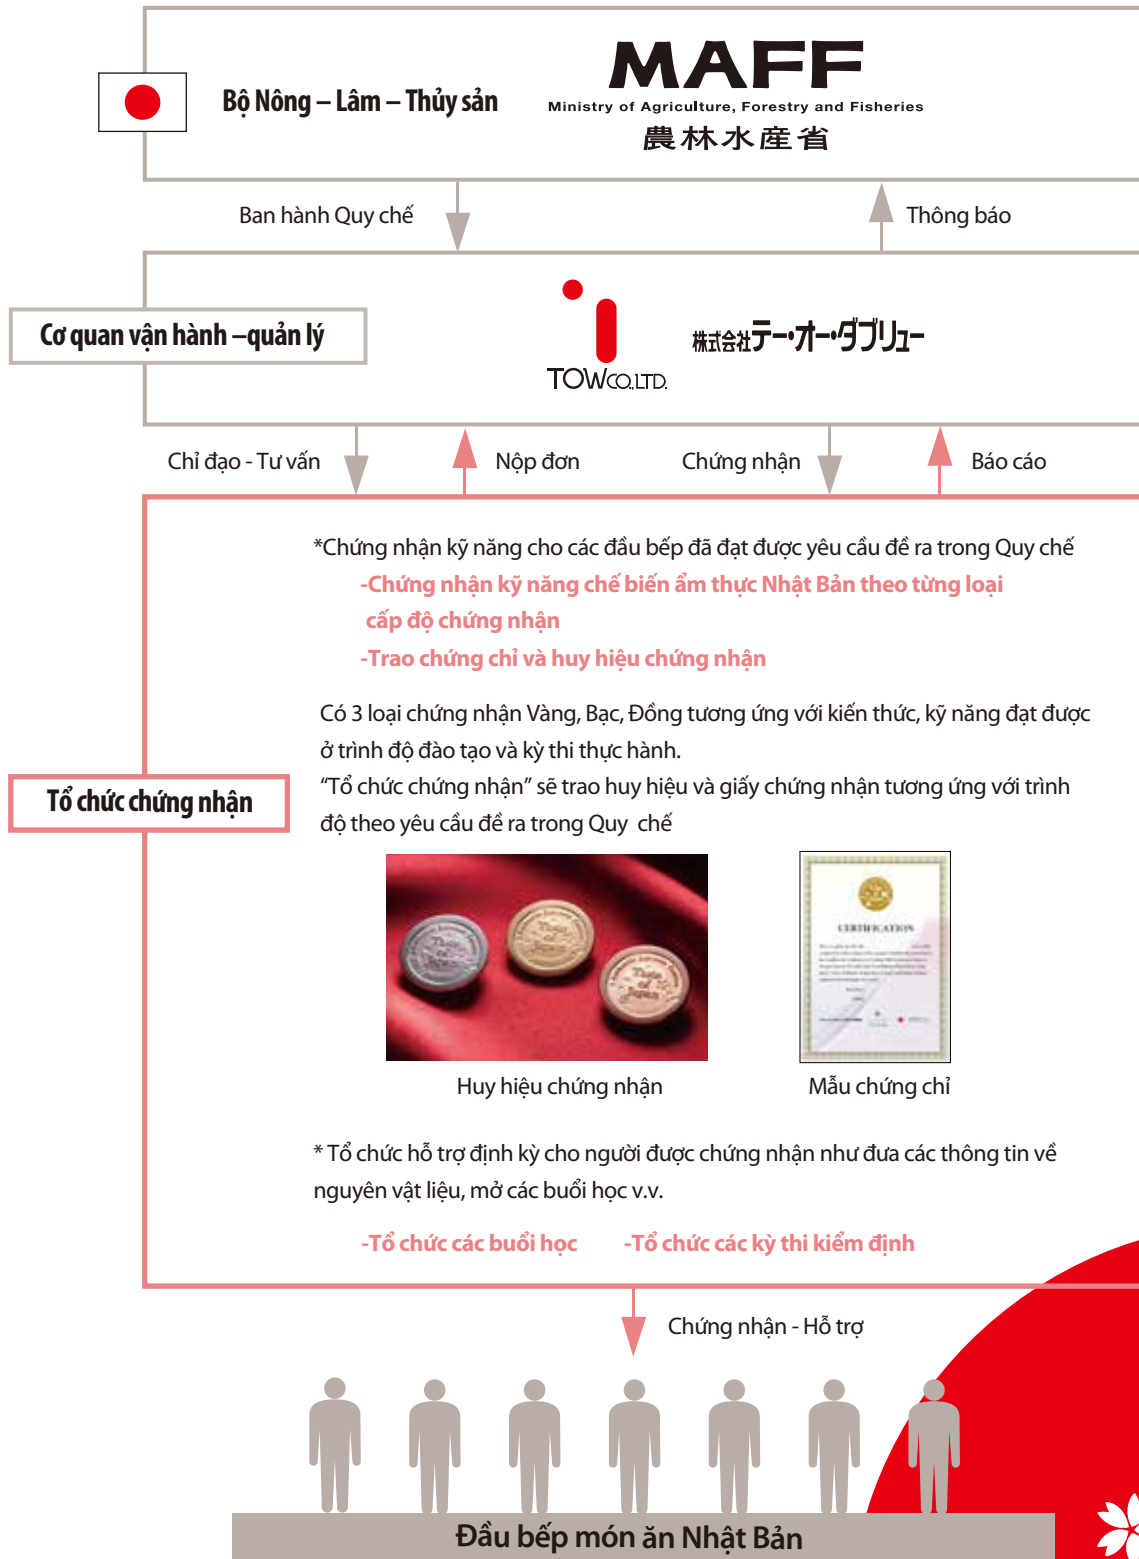 Bộ Nông – Lâm – Thủy sản
MAFF
Ministry of Agriculture, Forestry and Fisheries
農林水産省
Ban hành Quy chế
Thông báo
Cơ quan vận hành –quản lý
TOWCO.,LTD.
株式会社テー・オー・ダブリュー
Chỉ đạo - Tư vấn
Nộp đơn
Chứng nhận
Báo cáo
*Chứng nhận kỹ năng cho các đầu bếp đã đạt được yêu cầu đề ra trong Quy chế
-Chứng nhận kỹ năng chế biến ẩm thực Nhật Bản theo từng loại
cấp độ chứng nhận
-Trao chứng chỉ và huy hiệu chứng nhận
Có 3 loại chứng nhận Vàng, Bạc, Đồng tương ứng với kiến thức, kỹ năng đạt được
ở trình độ đào tạo và kỳ thi thực hành.
Tổ chức chứng nhận
“Tổ chức chứng nhận” sẽ trao huy hiệu và giấy chứng nhận tương ứng với trình
độ theo yêu cầu đề ra trong Quy chế
Taste of Japan
Taste of Japan
Taste of Japan
CERTIFICATION
Huy hiệu chứng nhận
Mẫu chứng chỉ
* Tổ chức hỗ trợ định kỳ cho người được chứng nhận như đưa các thông tin về
nguyên vật liệu, mở các buổi học v.v.
-Tổ chức các buổi học
-Tổ chức các kỳ thi kiểm định
Chứng nhận - Hỗ trợ
Đầu bếp món ăn Nhật Bản